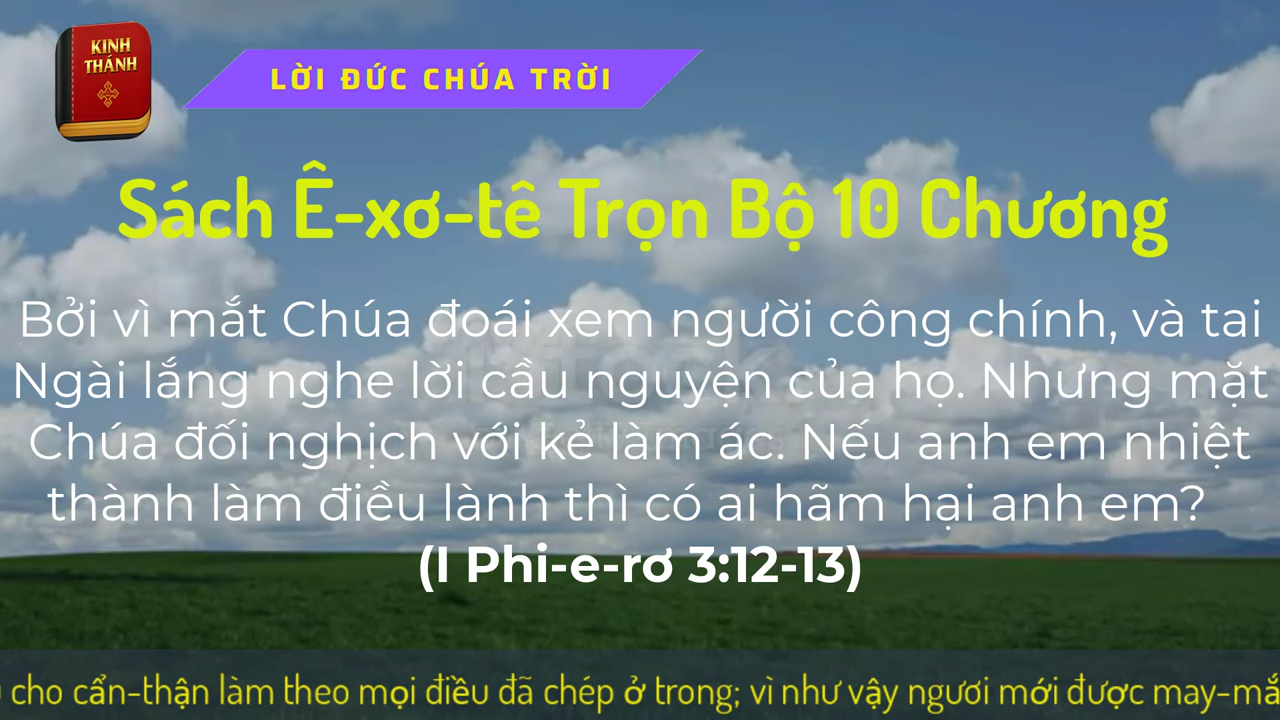 KINH
THÁNH
LỜI ĐỨC CHÚA TRỜI
Sách Ê-xơ-tê Trọn Bộ 10 Chương
Bởi vì mắt Chúa đoái xem người công chính, và tai
Ngài lắng nghe lời cầu nguyện của họ. Nhưng mặt
Chúa đối nghịch với kẻ làm ác. Nếu anh em nhiệt
thành làm điều lành thì có ai hãm hại anh em?
(I Phi-e-rơ 3:12-13)
cho cẩn-thận làm theo mọi điều đã chép ở trong; vì như vậy ngươi mới được